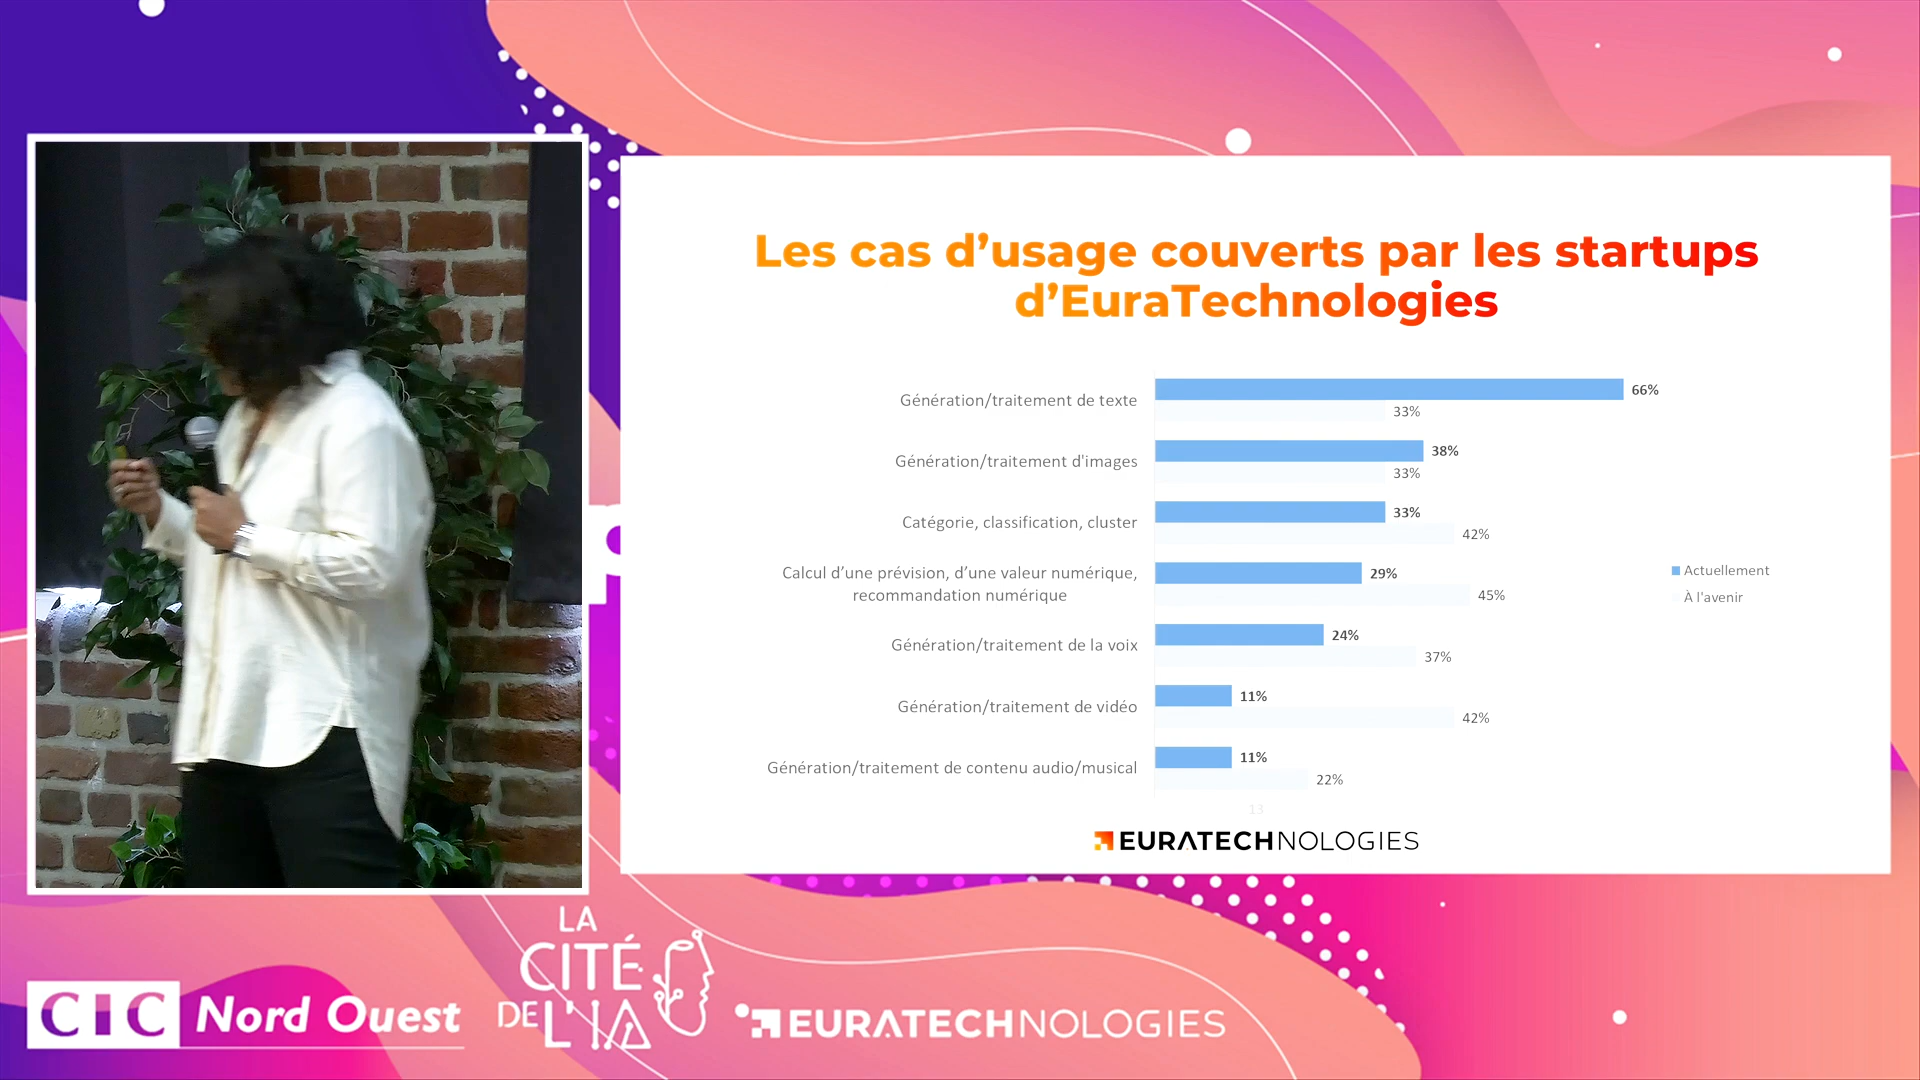 Les cas d’usage couverts par les startups
d’EuraTechnologies
Génération/traitement de texte
66%
33%
Génération/traitement d'images
38%
33%
Catégorie, classification, cluster
33%
42%
Calcul d’une prévision, d’une valeur numérique,
recommandation numérique
29%
45%
Génération/traitement de la voix
24%
37%
Génération/traitement de vidéo
11%
42%
Génération/traitement de contenu audio/musical
11%
22%
Actuellement
À l'avenir
13
EURATECHNOLOGIES
CIC Nord Ouest
LA
CITÉ
DE L'IA
EURATECHNOLOGIES